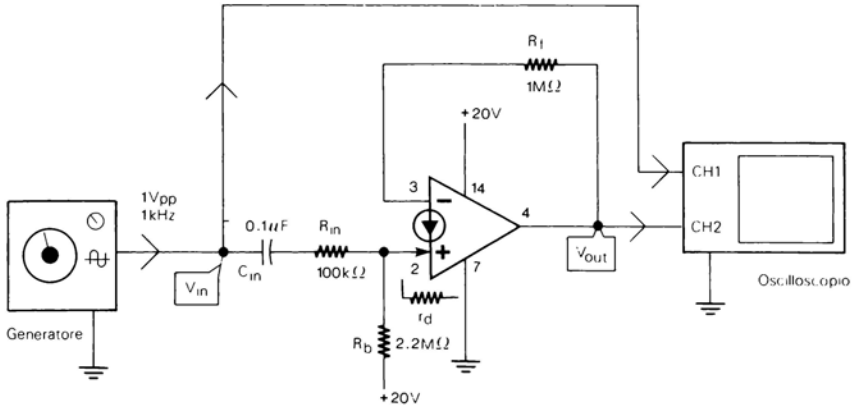 Rf
1MΩ
+20V
CH1
3
14
1Vpp
1kHz
0.1uF
Rin
4
CH2
Vin
Cin
100kΩ
2
7
Vout
rd
Oscilloscopio
Generatore
Rb
2.2MΩ
+20V